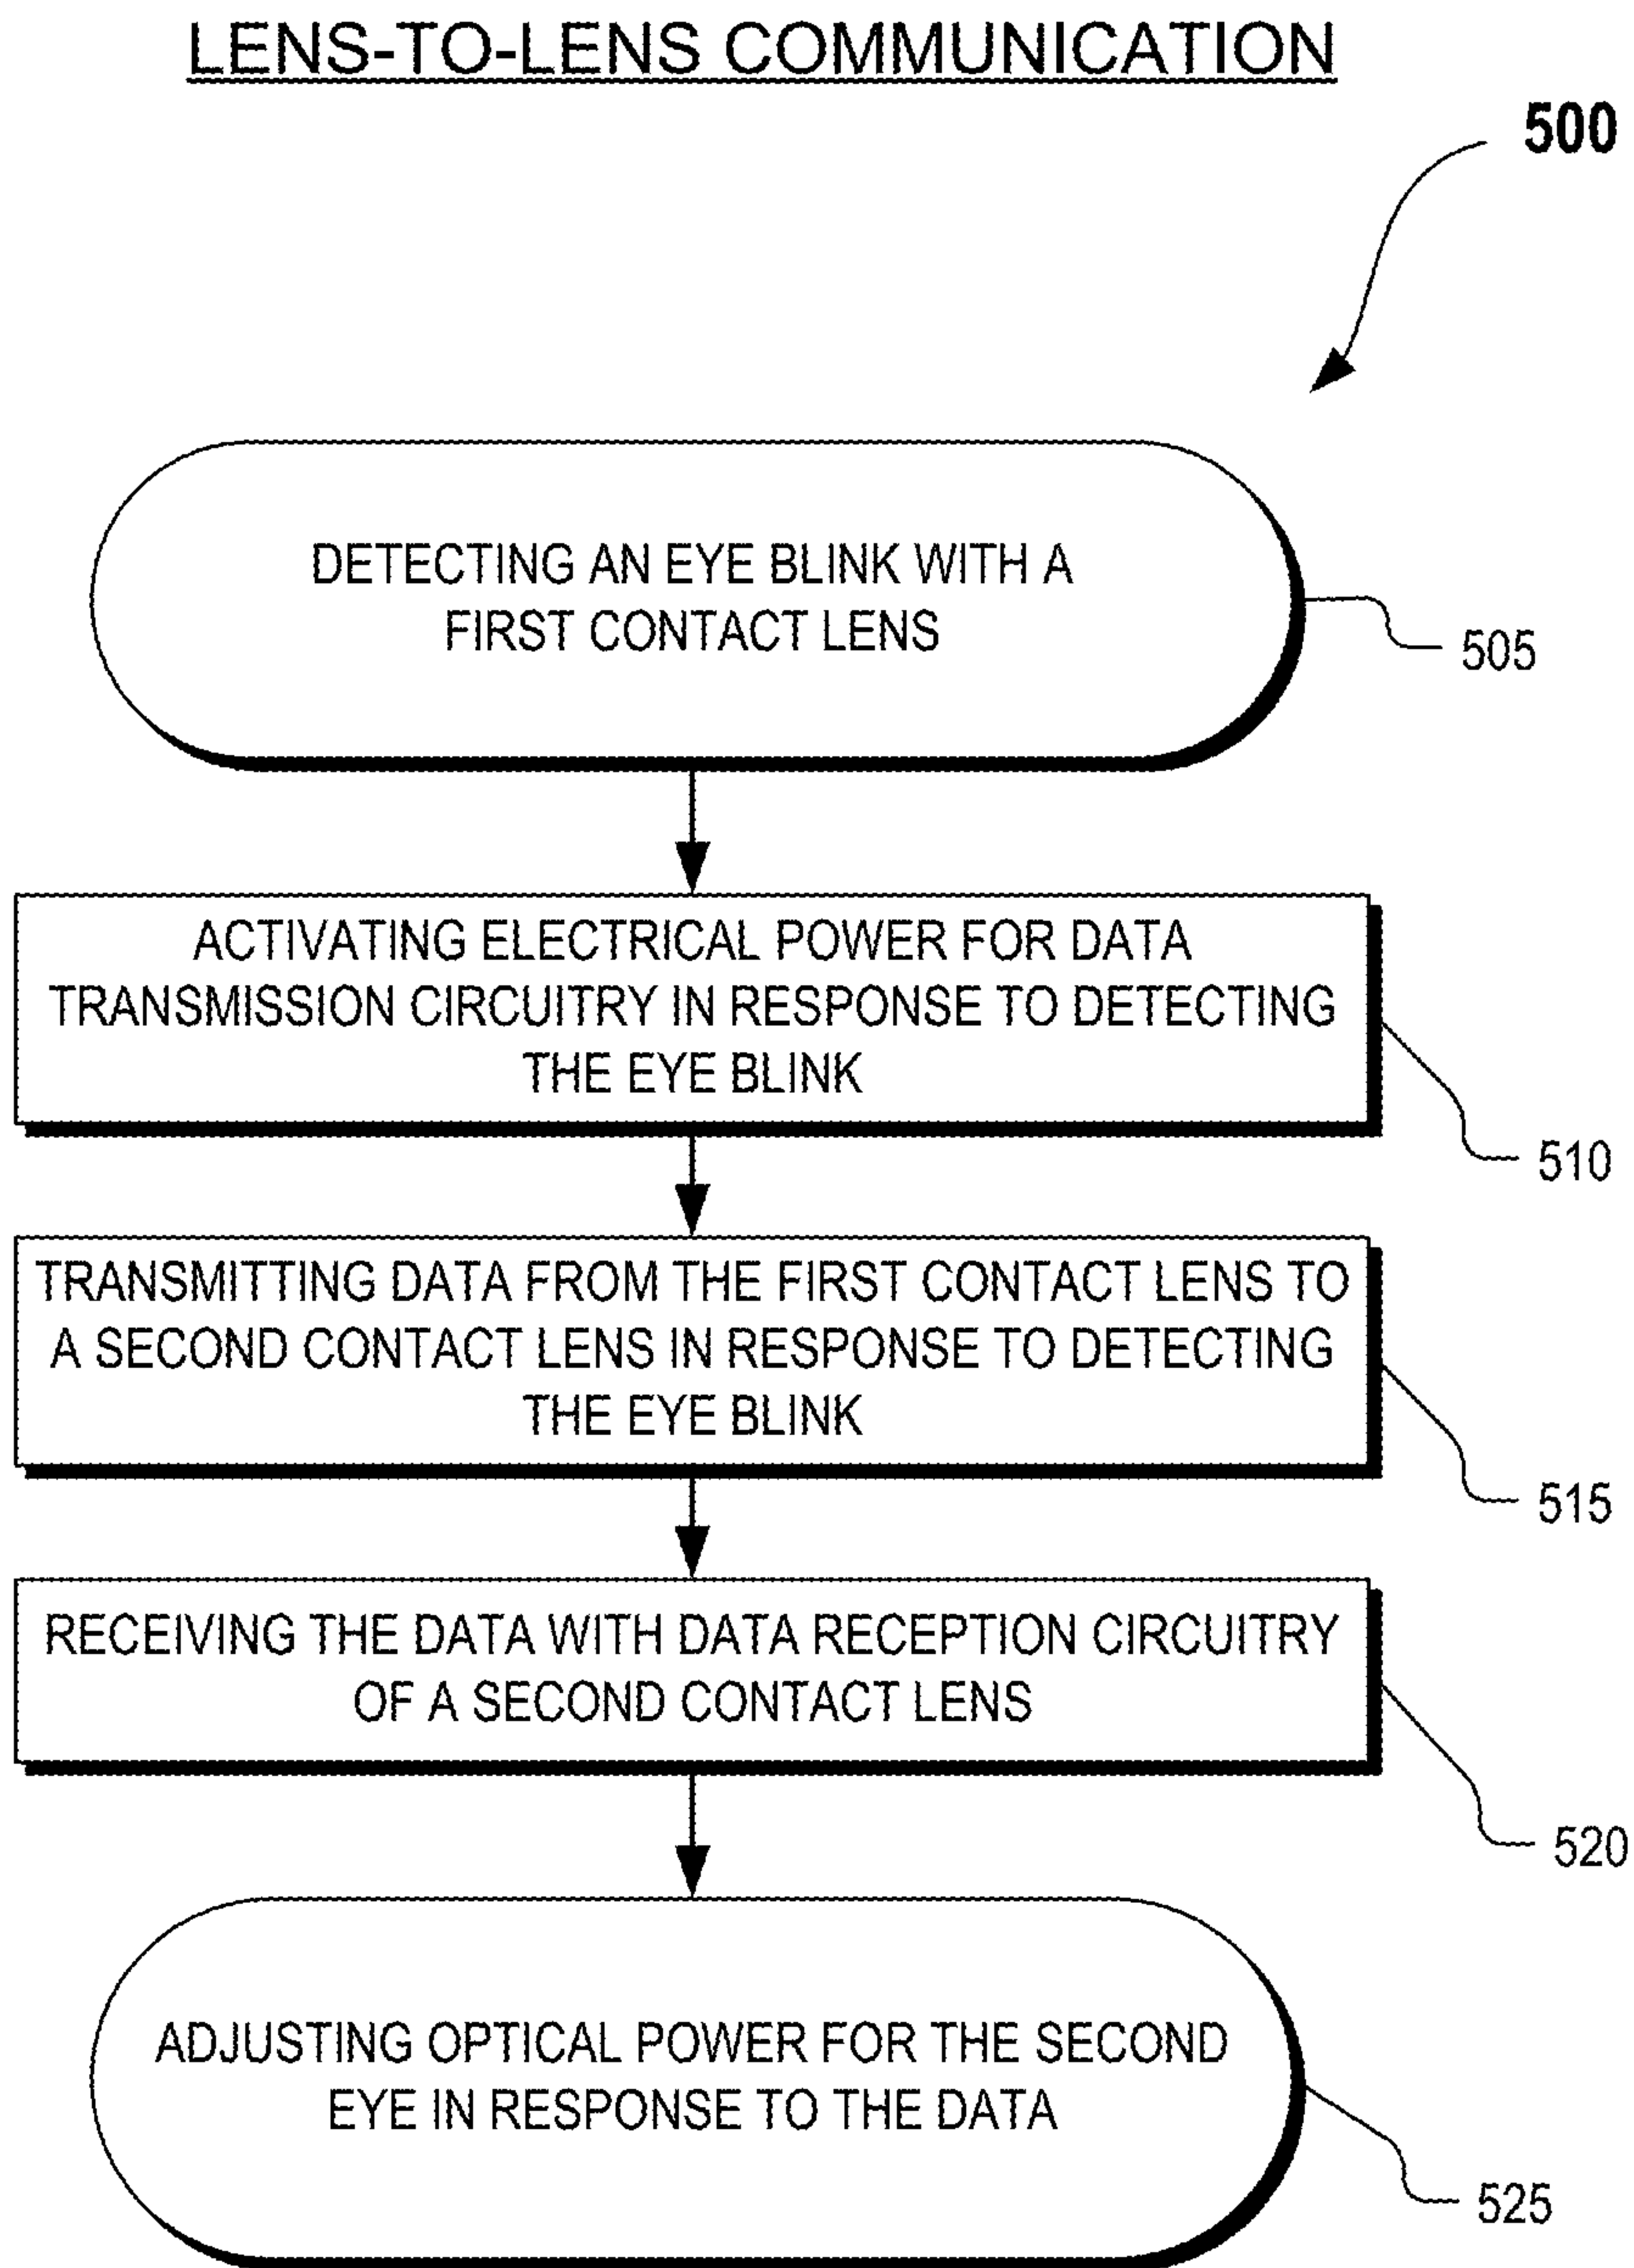 LENS-TO-LENS COMMUNICATION
500
DETECTING AN EYE BLINK WITH A
FIRST CONTACT LENS
505
ACTIVATING ELECTRICAL POWER FOR DATA
TRANSMISSION CIRCUITRY IN RESPONSE TO DETECTING
THE EYE BLINK
510
TRANSMITTING DATA FROM THE FIRST CONTACT LENS TO
A SECOND CONTACT LENS IN RESPONSE TO DETECTING
THE EYE BLINK
515
RECEIVING THE DATA WITH DATA RECEPTION CIRCUITRY
OF A SECOND CONTACT LENS
520
ADJUSTING OPTICAL POWER FOR THE SECOND
EYE IN RESPONSE TO THE DATA
525